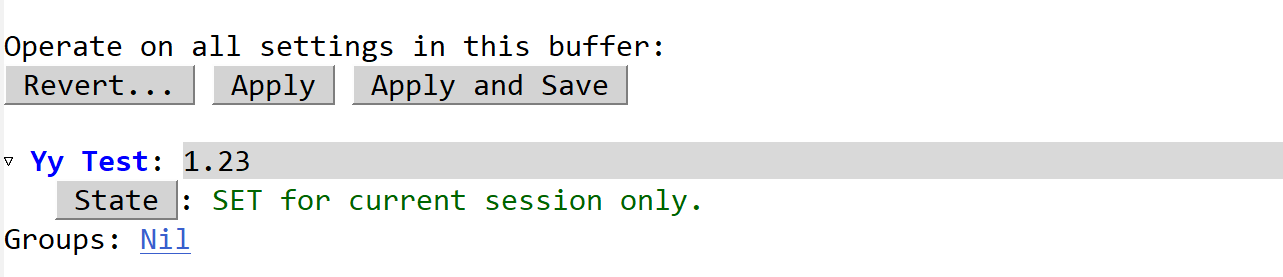 Operate on all settings in this buffer:
Revert... Apply Apply and Save
Yy Test: 1.23
State : SET for current session only.
Groups: Nil